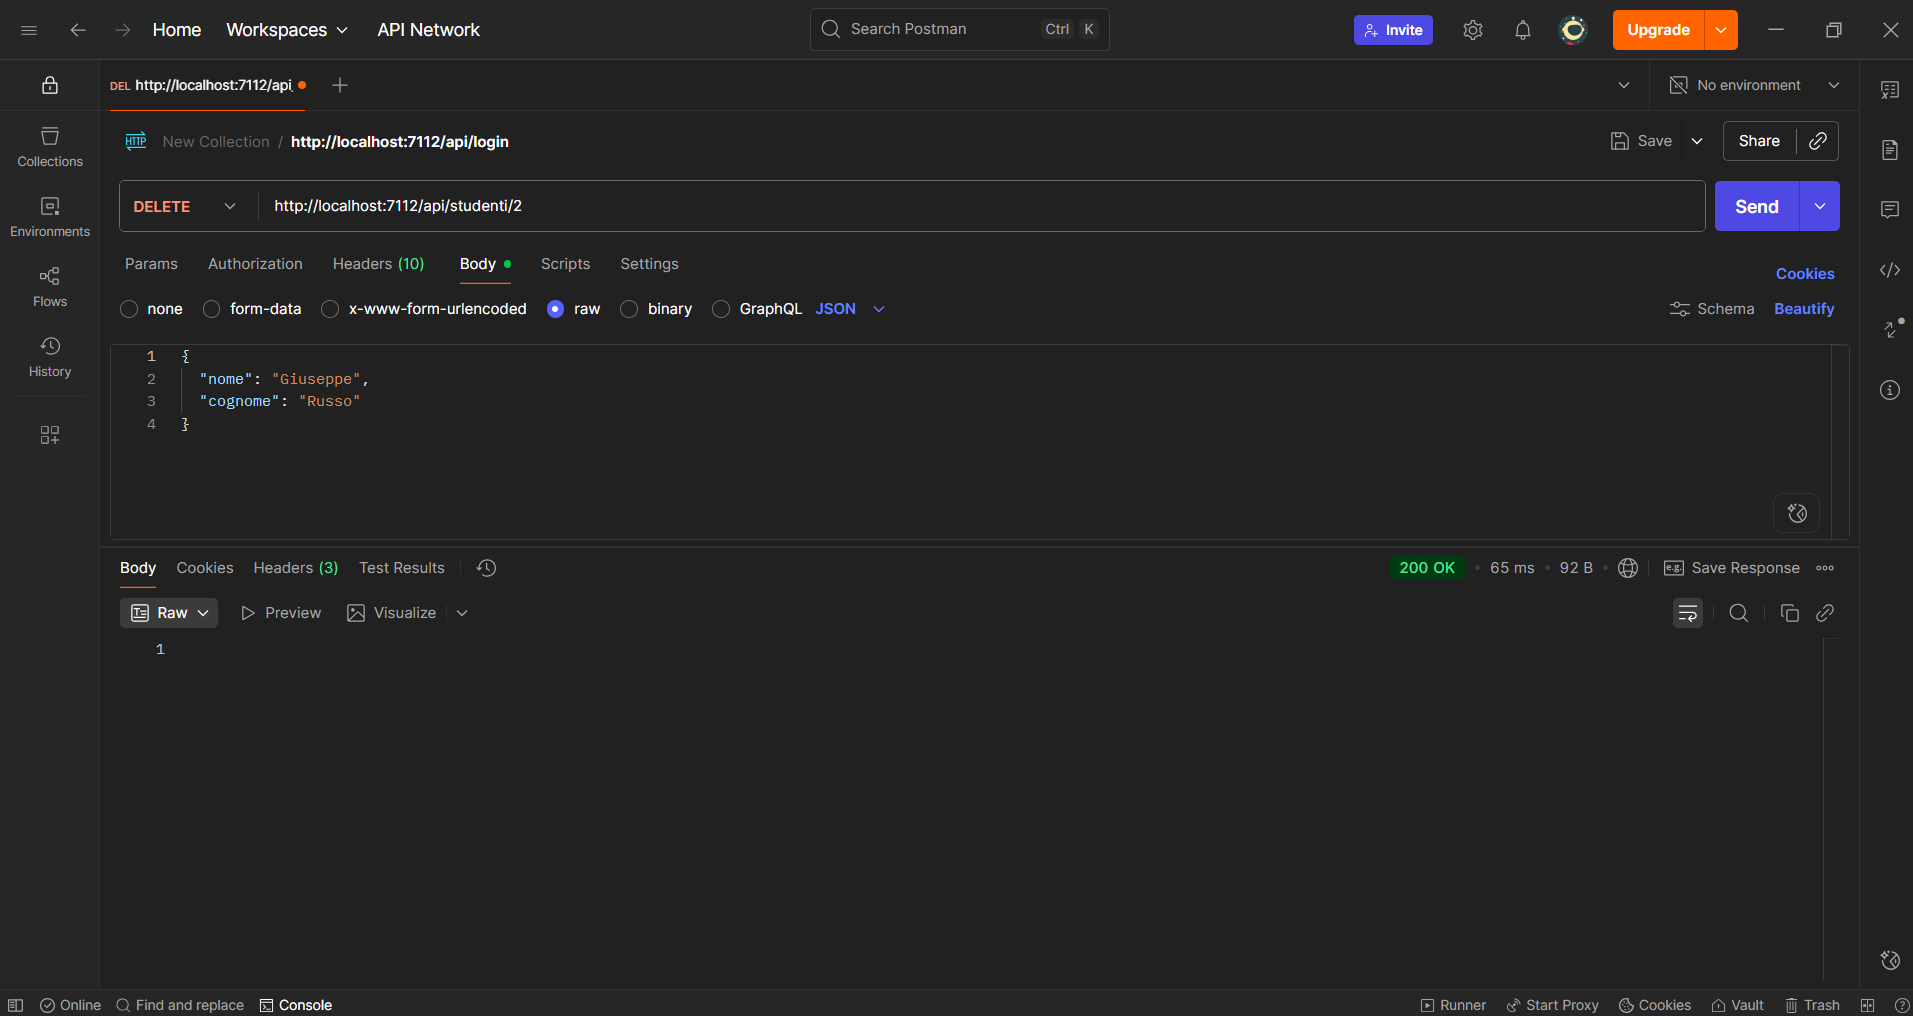 Home Workspaces API Network Search Postman Ctrl K Invite Upgrade
DEL http://localhost:7112/api, No environment
HTTP New Collection / http://localhost:7112/api/login Save Share
Collections
DELETE http://localhost:7112/api/studenti/2 Send
Environments
Params Authorization Headers (10) Body Scripts Settings Cookies
Flows
none form-data x-www-form-urlencoded raw binary GraphQL JSON Schema Beautify
History
1 {
2 "nome": "Giuseppe",
3 "cognome": "Russo"
4 }
Body Cookies Headers (3) Test Results 200 OK 65 ms 92 B e.g. Save Response
Raw Preview Visualize
1
Online Find and replace Console Runner Start Proxy Cookies Vault Trash